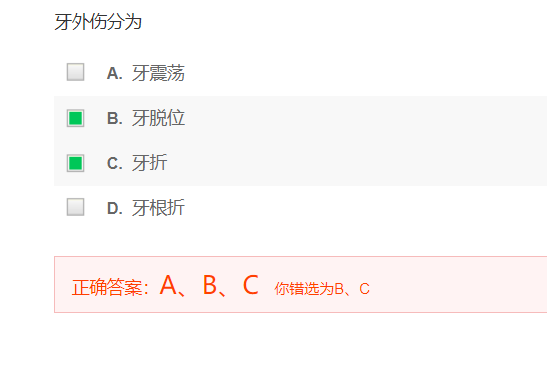 牙外伤分为
A. 牙震荡
B. 牙脱位
C. 牙折
D. 牙根折
正确答案：A、B、C 你错选为B、C